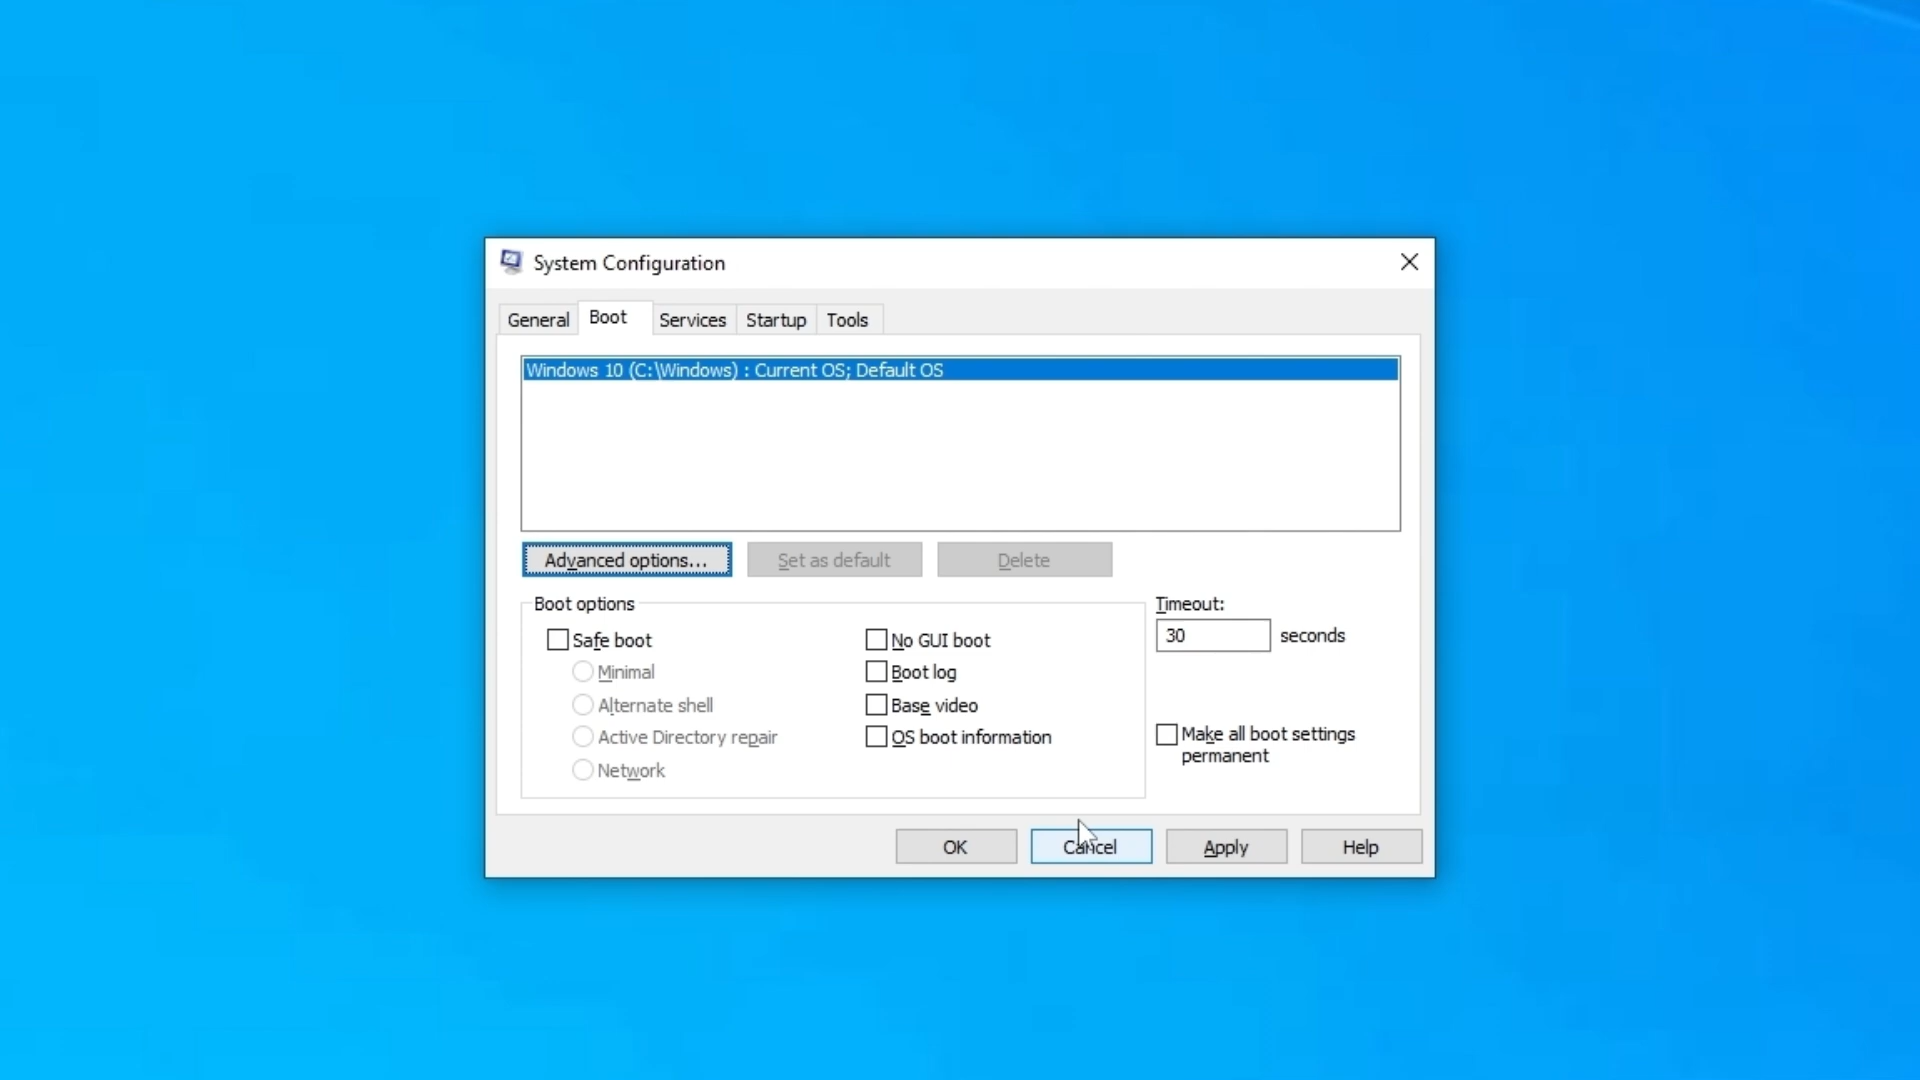 System Configuration
General Boot Services Startup Tools
Windows 10 (C:\Windows) : Current OS; Default OS
Advanced options... Set as default Delete
Boot options Timeout:
30 seconds
Safe boot No GUI boot
Minimal Boot log
Alternate shell Base video
Active Directory repair OS boot information Make all boot settings
permanent
Network
OK Cancel Apply Help